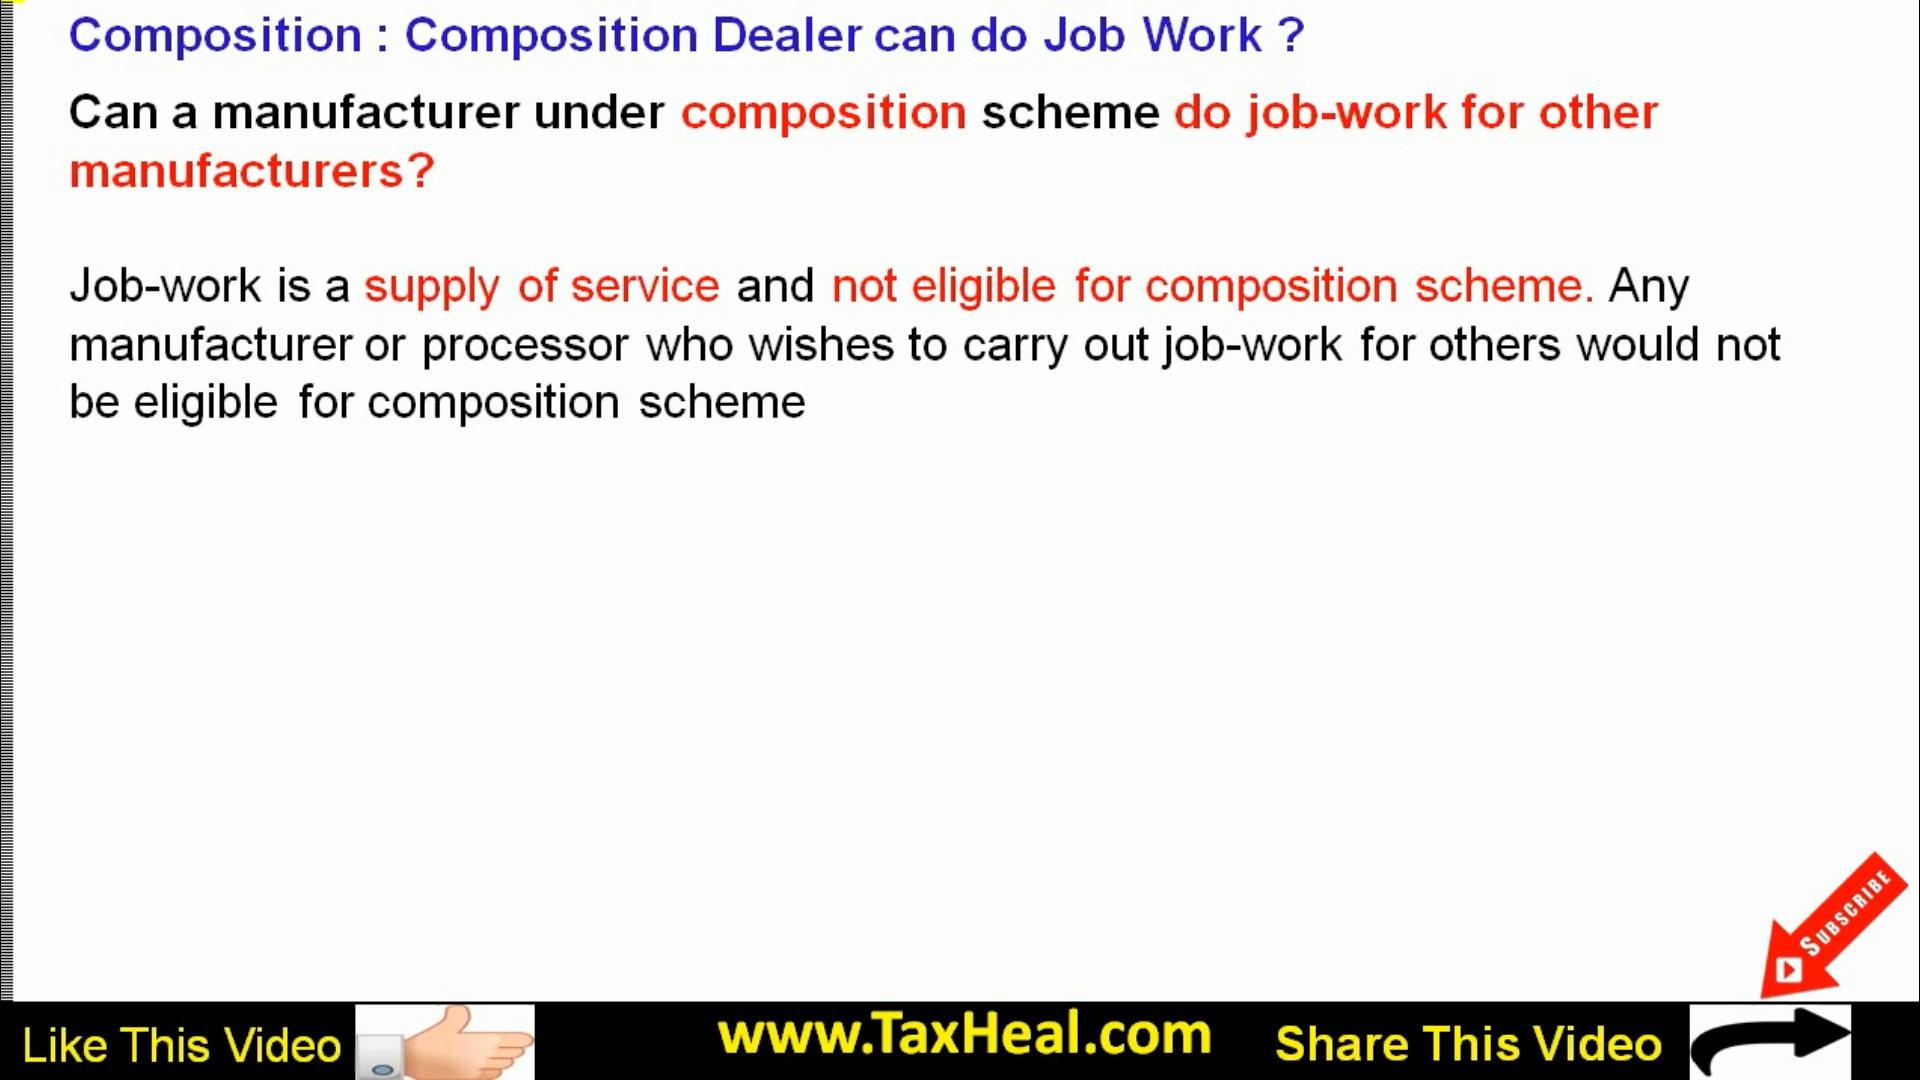 Composition : Composition Dealer can do Job Work ?
Can a manufacturer under composition scheme do job-work for other
manufacturers?
Job-work is a supply of service and not eligible for composition scheme. Any
manufacturer or processor who wishes to carry out job-work for others would not
be eligible for composition scheme
SUBSCRIBE
Like This Video
www.TaxHeal.com
Share This Video